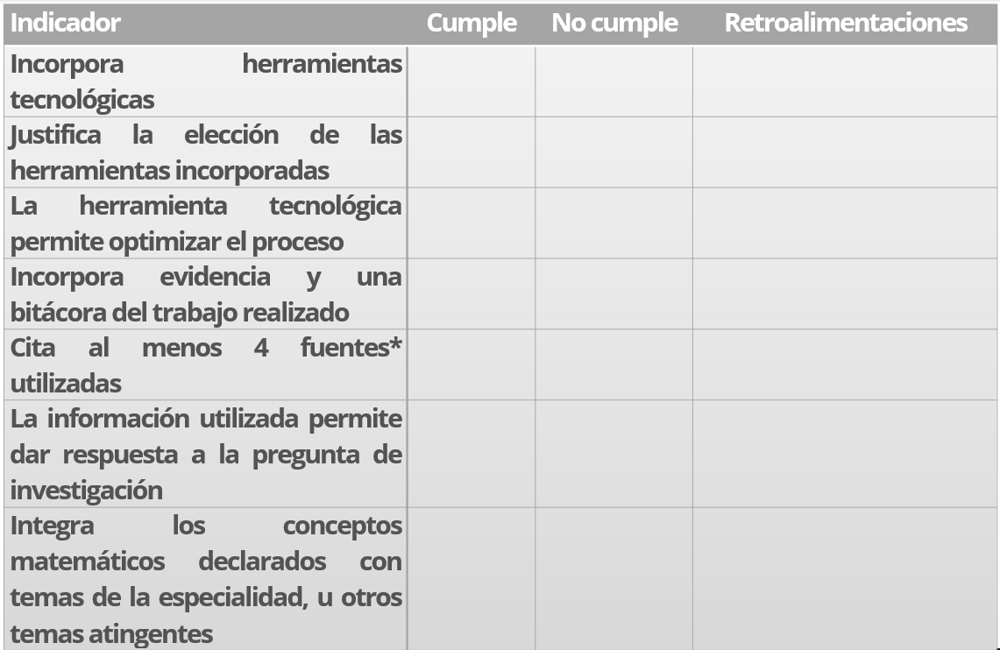 Indicador Cumple No cumple Retroalimentaciones
Incorpora herramientas
tecnológicas
Justifica la elección de las
herramientas incorporadas
La herramienta tecnológica
permite optimizar el proceso
Incorpora evidencia y una
bitácora del trabajo realizado
Cita al menos 4 fuentes*
utilizadas
La información utilizada permite
dar respuesta a la pregunta de
investigación
Integra los conceptos
matemáticos declarados con
temas de la especialidad, u otros
temas atingentes